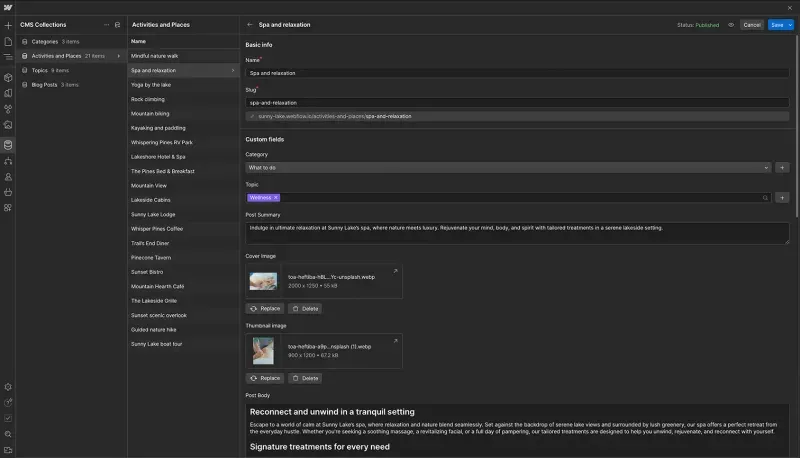 CMS Collections
Categories 3 items
Activities and Places 21 items
Topics 9 items
Blog Posts 3 items
Activities and Places
Name
Mindful nature walk
Spa and relaxation
Yoga by the lake
Rock climbing
Mountain biking
Kayaking and paddling
Whispering Pines RV Park
Lakeshore Hotel & Spa
The Pines Bed & Breakfast
Mountain View
Lakeside Cabins
Sunny Lake Lodge
Whisper Pines Coffee
Trails End Diner
Pinecone Tavern
Sunset Bistro
Mountain Hearth Café
The Lakeside Grille
Sunset scenic overlook
Guided nature hike
Sunny Lake boat tour
Spa and relaxation
Status: Published
Cancel
Save
Basic info
Name*
Spa and relaxation
Slug*
spa-and-relaxation
sunny-lake.webflow.io/activities-and-places/spa-and-relaxation
Custom fields
Category
What to do
Topic
Wellness
Post Summary
Indulge in ultimate relaxation at Sunny Lake's spa, where nature meets luxury. Rejuvenate your mind, body, and spirit with tailored treatments in a serene lakeside setting.
Cover image
toa-heftiba-hBL...Yc-unsplash.webp
2000 x 1250 • 55 kB
Replace
Delete
Thumbnail image
toa-heftiba-a9p...nsplash (1).webp
900 x 1200 • 67.2 kB
Replace
Delete
Post Body
Reconnect and unwind in a tranquil setting
Escape to a world of calm at Sunny Lake's spa, where relaxation and nature blend seamlessly. Set against the backdrop of serene lake views and surrounded by lush greenery, our spa offers a perfect retreat from
the everyday hustle. Whether you're seeking a soothing massage, a revitalizing facial, or a full day of pampering, our tailored treatments are designed to help you unwind, rejuvenate, and reconnect with yourself.
Signature treatments for every need